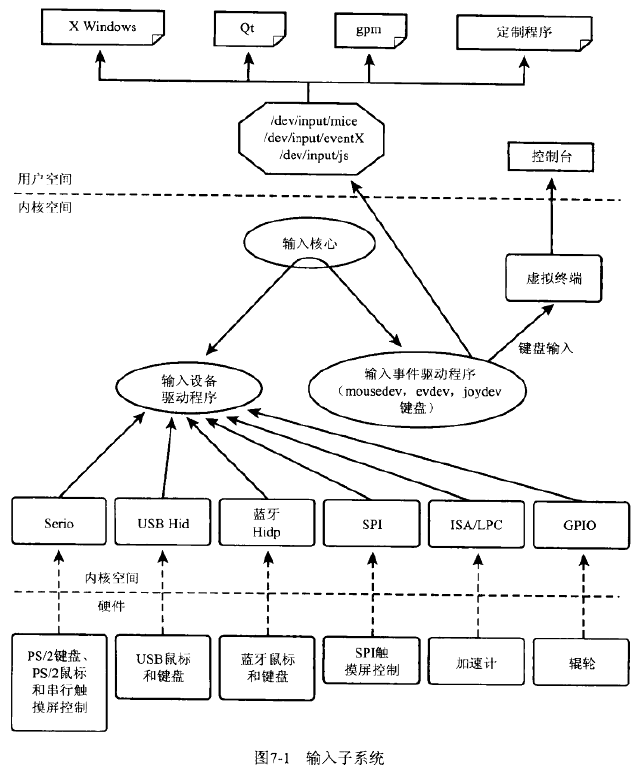 X Windows
Qt
gpm
定制程序
/dev/input/mice
/dev/input/eventX
/dev/input/js
控制台
用户空间
内核空间
输入核心
虚拟终端
键盘输入
输入设备
驱动程序
输入事件驱动程序
（mousedev，evdev，joydev
键盘）
Serio
USB Hid
蓝牙
Hidp
SPI
ISA/LPC
GPIO
内核空间
硬件
PS/2键盘、
PS/2鼠标
和串行触
摸屏控制
USB鼠标
和键盘
蓝牙鼠标
和键盘
SPI触
摸屏控制
加速计
辊轮
图7-1 输入子系统